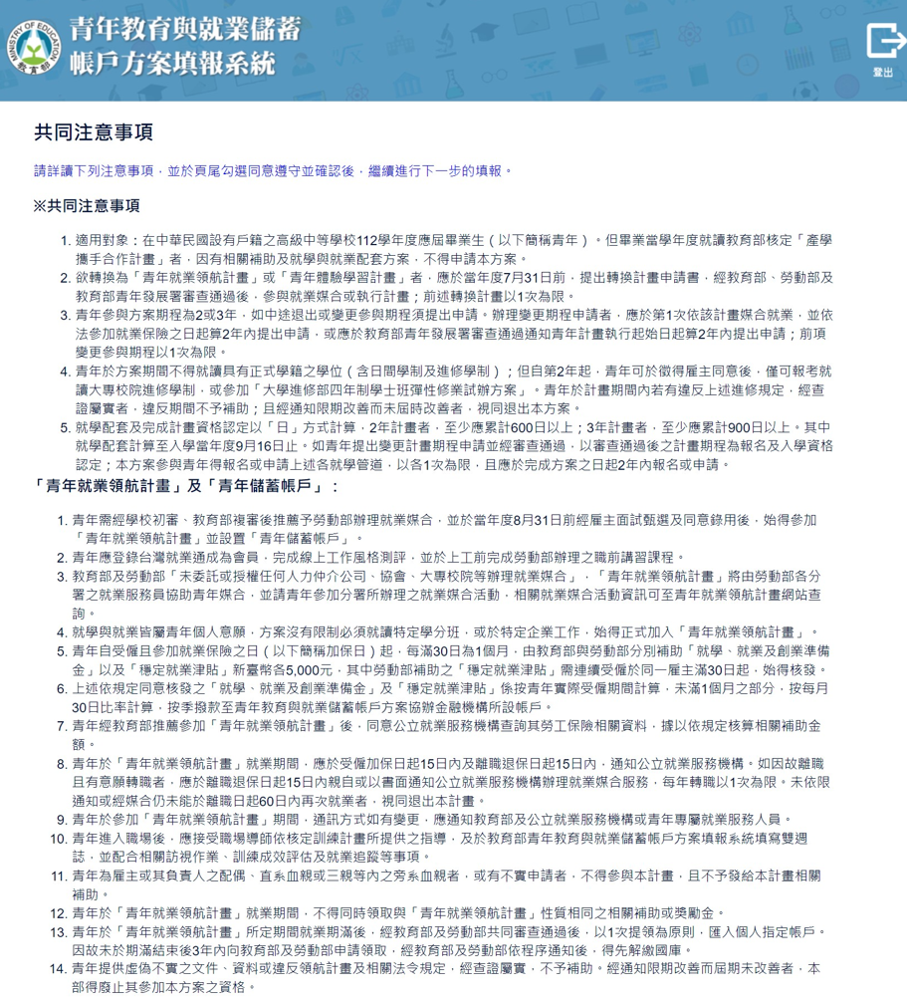 青年教育與就業儲蓄
帳戶方案填報系統
MINISTRY OF EDUCATION
教育部
登出
共同注意事項
請詳讀下列注意事項，並於頁尾勾選同意遵守並確認後，繼續進行下一步的填報。
※共同注意事項
1. 適用對象：在中華民國設有戶籍之高級中等學校112學年度應屆畢業生（以下簡稱青年）。但畢業當學年度就讀教育部核定「產學
攜手合作計畫」者，因有相關補助及就學與就業配套方案，不得申請本方案。
2. 欲轉換為「青年就業領航計畫」或「青年體驗學習計畫」者，應於當年度7月31日前，提出轉換計畫申請書，經教育部、勞動部及
教育部青年發展署審查通過後，參與就業媒合或執行計畫；前述轉換計畫以1次為限。
3. 青年參與方案期程為2或3年，如中途退出或變更參與期程須提出申請。辦理變更期程申請者，應於第1次依該計畫媒合就業，並依
法參加就業保險之日起算2年內提出申請，或應於教育部青年發展署審查通過通知青年計畫執行起始日起算2年內提出申請；前項
變更參與期程以1次為限。
4. 青年於方案期間不得就讀具有正式學籍之學位（含日間學制及進修學制）；但自第2年起，青年可於徵得雇主同意後，僅可報考就
讀大專校院進修學制，或參加「大學進修部四年制學士班彈性修業試辦方案」。青年於計畫期間內若有違反上述進修規定，經查
證屬實者，違反期間不予補助；且經通知限期改善而未屆時改善者，視同退出本方案。
5. 就學配套及完成計畫資格認定以「日」方式計算，2年計畫者，至少應累計600日以上；3年計畫者，至少應累計900日以上。其中
就學配套計算至入學當年度9月16日止。如青年提出變更計畫期程申請並經審查通過，以審查通過後之計畫期程為報名及入學資格
認定；本方案參與青年得報名或申請上述各就學管道，以各1次為限，且應於完成方案之日起2年內報名或申請。
「青年就業領航計畫」及「青年儲蓄帳戶」：
1. 青年需經學校初審、教育部複審後推薦予勞動部辦理就業媒合，並於當年度8月31日前經雇主面試甄選及同意錄用後，始得參加
「青年就業領航計畫」並設置「青年儲蓄帳戶」。
2. 青年應登錄台灣就業通成為會員，完成線上工作風格測評，並於上工前完成勞動部辦理之職前講習課程。
3. 教育部及勞動部「未委託或授權任何人力仲介公司、協會、大專校院等辦理就業媒合」，「青年就業領航計畫」將由勞動部各分
署之就業服務員協助青年媒合，並請青年參加分署所辦理之就業媒合活動，相關就業媒合活動資訊可至青年就業領航計畫網站查
詢。
4. 就學與就業皆屬青年個人意願，方案沒有限制必須就讀特定學分班，或於特定企業工作，始得正式加入「青年就業領航計畫」。
5. 青年自受僱且參加就業保險之日（以下簡稱加保日）起，每滿30日為1個月，由教育部與勞動部分別補助「就學、就業及創業準備
金」以及「穩定就業津貼」新臺幣各5,000元，其中勞動部補助之「穩定就業津貼」需連續受僱於同一雇主滿30日起，始得核發。
6. 上述依規定同意核發之「就學、就業及創業準備金」及「穩定就業津貼」係按青年實際受僱期間計算，未滿1個月之部分，按每月
30日比率計算，按季撥款至青年教育與就業儲蓄帳戶方案協辦金融機構所設帳戶。
7. 青年經教育部推薦參加「青年就業領航計畫」後，同意公立就業服務機構查詢其勞工保險相關資料，據以依規定核算相關補助金
額。
8. 青年於「青年就業領航計畫」就業期間，應於受僱加保日起15日內及離職退保日起15日內，通知公立就業服務機構。如因故離職
且有意願轉職者，應於離職退保日起15日內親自或以書面通知公立就業服務機構辦理就業媒合服務，每年轉職以1次為限。未依限
通知或經媒合仍未能於離職日起60日內再次就業者，視同退出本計畫。
9. 青年於參加「青年就業領航計畫」期間，通訊方式如有變更，應通知教育部及公立就業服務機構或青年專屬就業服務人員。
10. 青年進入職場後，應接受職場導師依核定訓練計畫所提供之指導，及於教育部青年教育與就業儲蓄帳戶方案填報系統填寫雙週
誌，並配合相關訪視作業、訓練成效評估及就業追蹤等事項。
11. 青年為雇主或其負責人之配偶、直系血親或三親等內之旁系血親者，或有不實申請者，不得參與本計畫，且不予發給本計畫相關
補助。
12. 青年於「青年就業領航計畫」就業期間，不得同時領取與「青年就業領航計畫」性質相同之相關補助或獎勵金。
13. 青年於「青年就業領航計畫」所定期間就業期滿後，經教育部及勞動部共同審查通過後，以1次提領為原則，匯入個人指定帳戶。
因故未於期滿結束後3年內向教育部及勞動部申請領取，經教育部及勞動部依程序通知後，得先解繳國庫。
14. 青年提供虛偽不實之文件、資料或違反領航計畫及相關法令規定，經查證屬實，不予補助。經通知限期改善而屆期未改善者，本
部得廢止其參加本方案之資格。